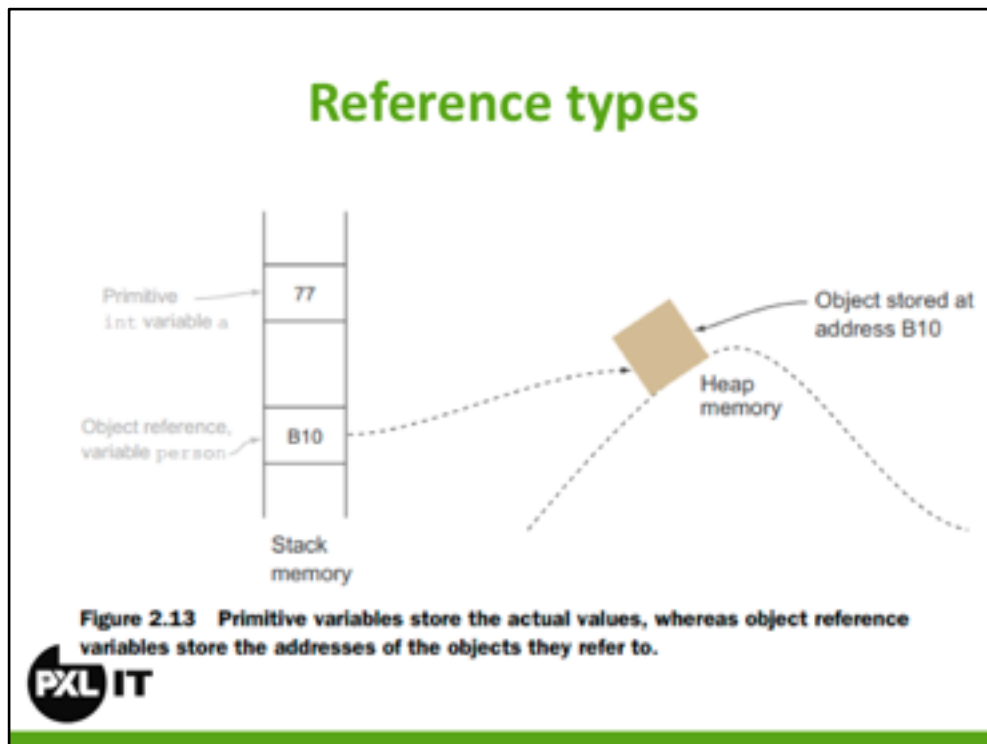 Reference types
Primitive
int variable a
77
Object reference,
variable person
B10
Stack
memory
Object stored at
address B10
Heap
memory
Figure 2.13 Primitive variables store the actual values, whereas object reference
variables store the addresses of the objects they refer to.
PXL IT